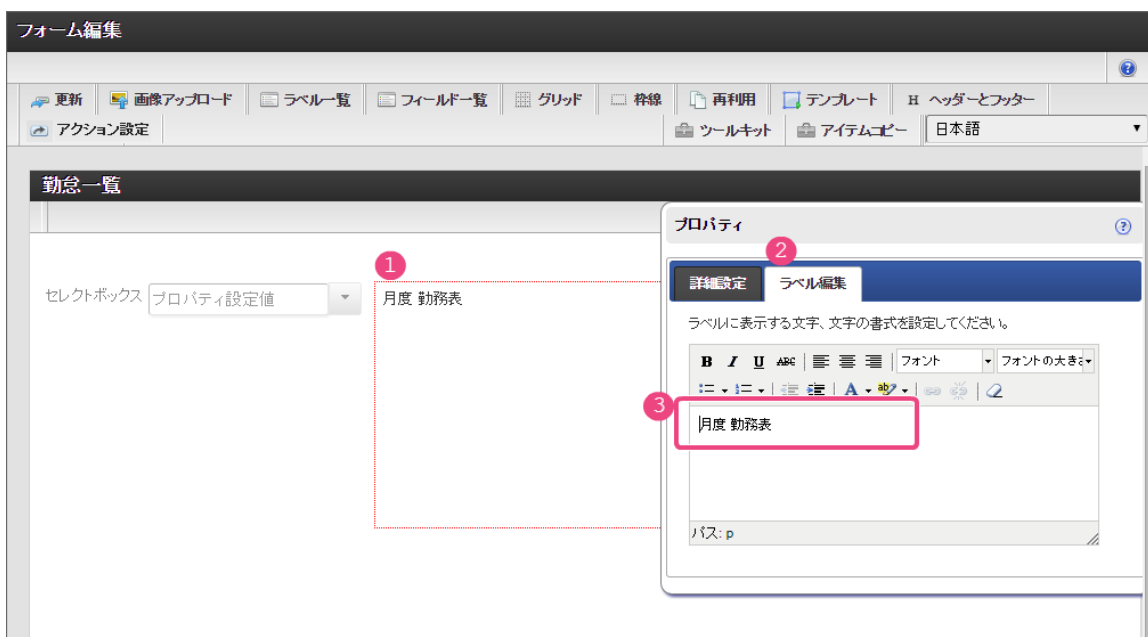 フォーム編集
更新 画像アップロード ラベル一覧 フィールド一覧 グリッド 枠線 再利用 テンプレート H ヘッダーとフッター
アクション設定 ツールキット アイテムコピー 日本語
勤怠一覧
プロパティ
1
2
詳細設定 ラベル編集
セレクトボックス プロパティ設定値
月度 勤務表
ラベルに表示する文字、文字の書式を設定してください。
B I U ABC フォント フォントの大きさ
A ab
3
月度 勤務表
パス: p